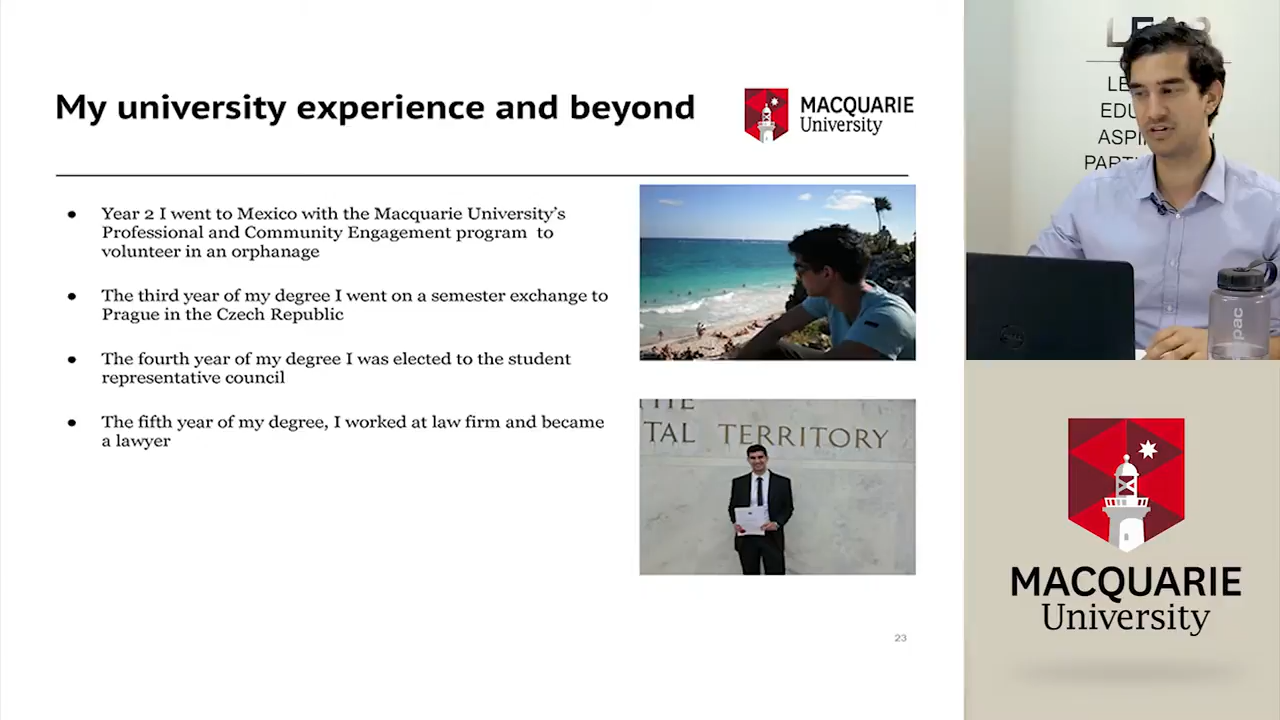 My university experience and beyond
MACQUARIE
University
● Year 2 I went to Mexico with the Macquarie University's
Professional and Community Engagement program to
volunteer in an orphanage
● The third year of my degree I went on a semester exchange to
Prague in the Czech Republic
● The fourth year of my degree I was elected to the student
representative council
● The fifth year of my degree, I worked at law firm and became
a lawyer
THE
TAL TERRITORY
23
MACQUARIE
University